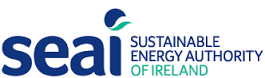 seai
SUSTAINABLE
ENERGY AUTHORITY
OF IRELAND